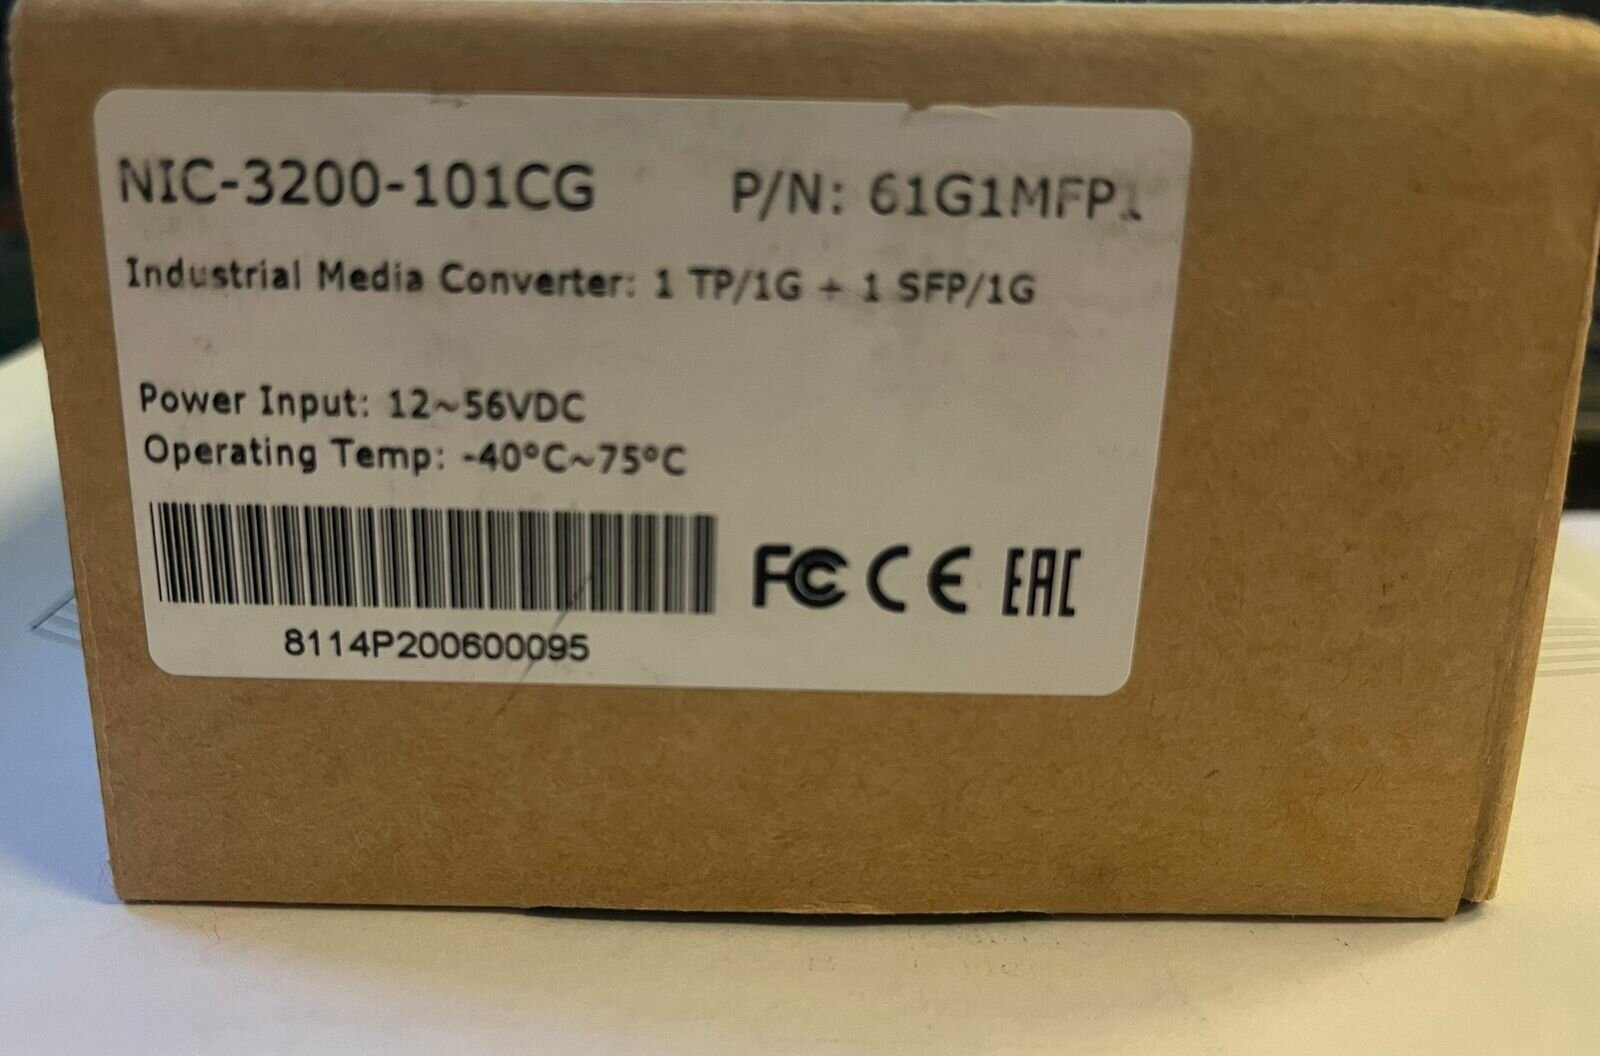 NIC-3200-101CG P/N: 61G1MFP1
Industrial Media Converter: 1 TP/1G + 1 SFP/1G
Power Input: 12~56VDC
Operating Temp: -40°C~75°C
FC CE EAC
8114P200600095